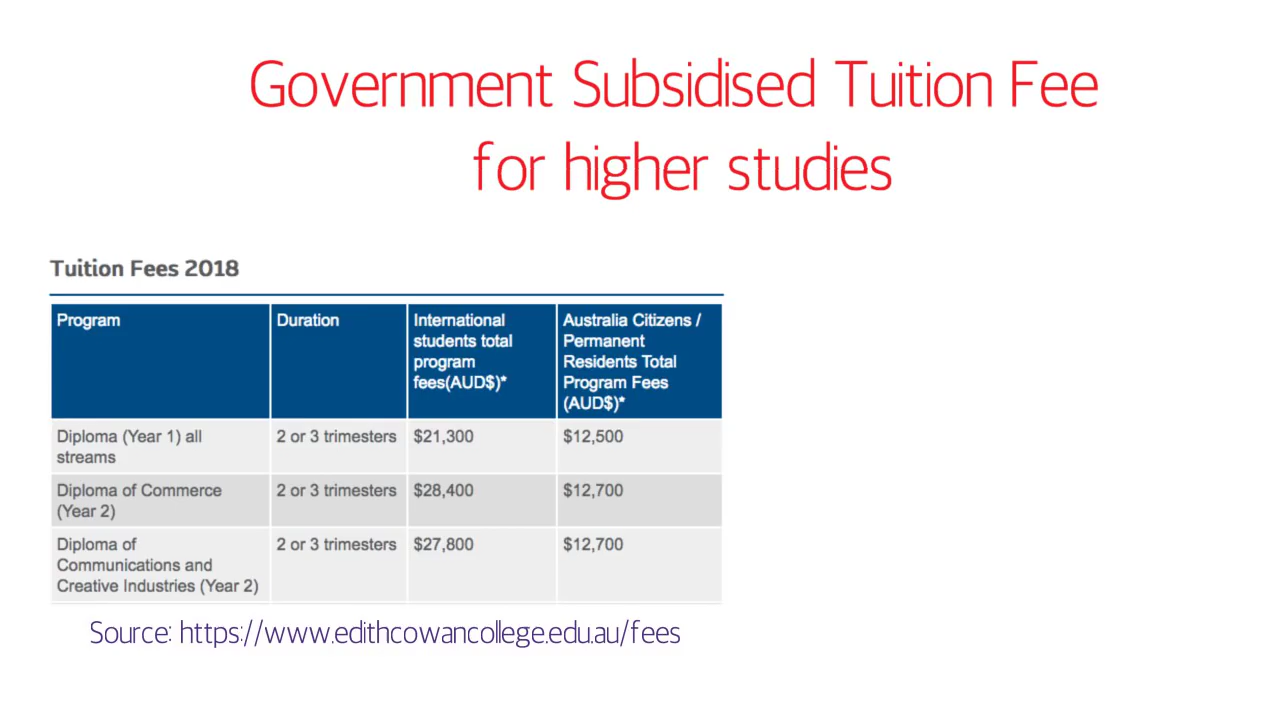 Government Subsidised Tuition Fee
for higher studies
Tuition Fees 2018
Program
Duration
International
students total
program
fees(AUD$)*
Australia Citizens /
Permanent
Residents Total
Program Fees
(AUD$)*
Diploma (Year 1) all
streams
2 or 3 trimesters
$21,300
$12,500
Diploma of Commerce
(Year 2)
2 or 3 trimesters
$28,400
$12,700
Diploma of
Communications and
Creative Industries (Year 2)
2 or 3 trimesters
$27,800
$12,700
Source: https://www.edithcowancollege.edu.au/fees